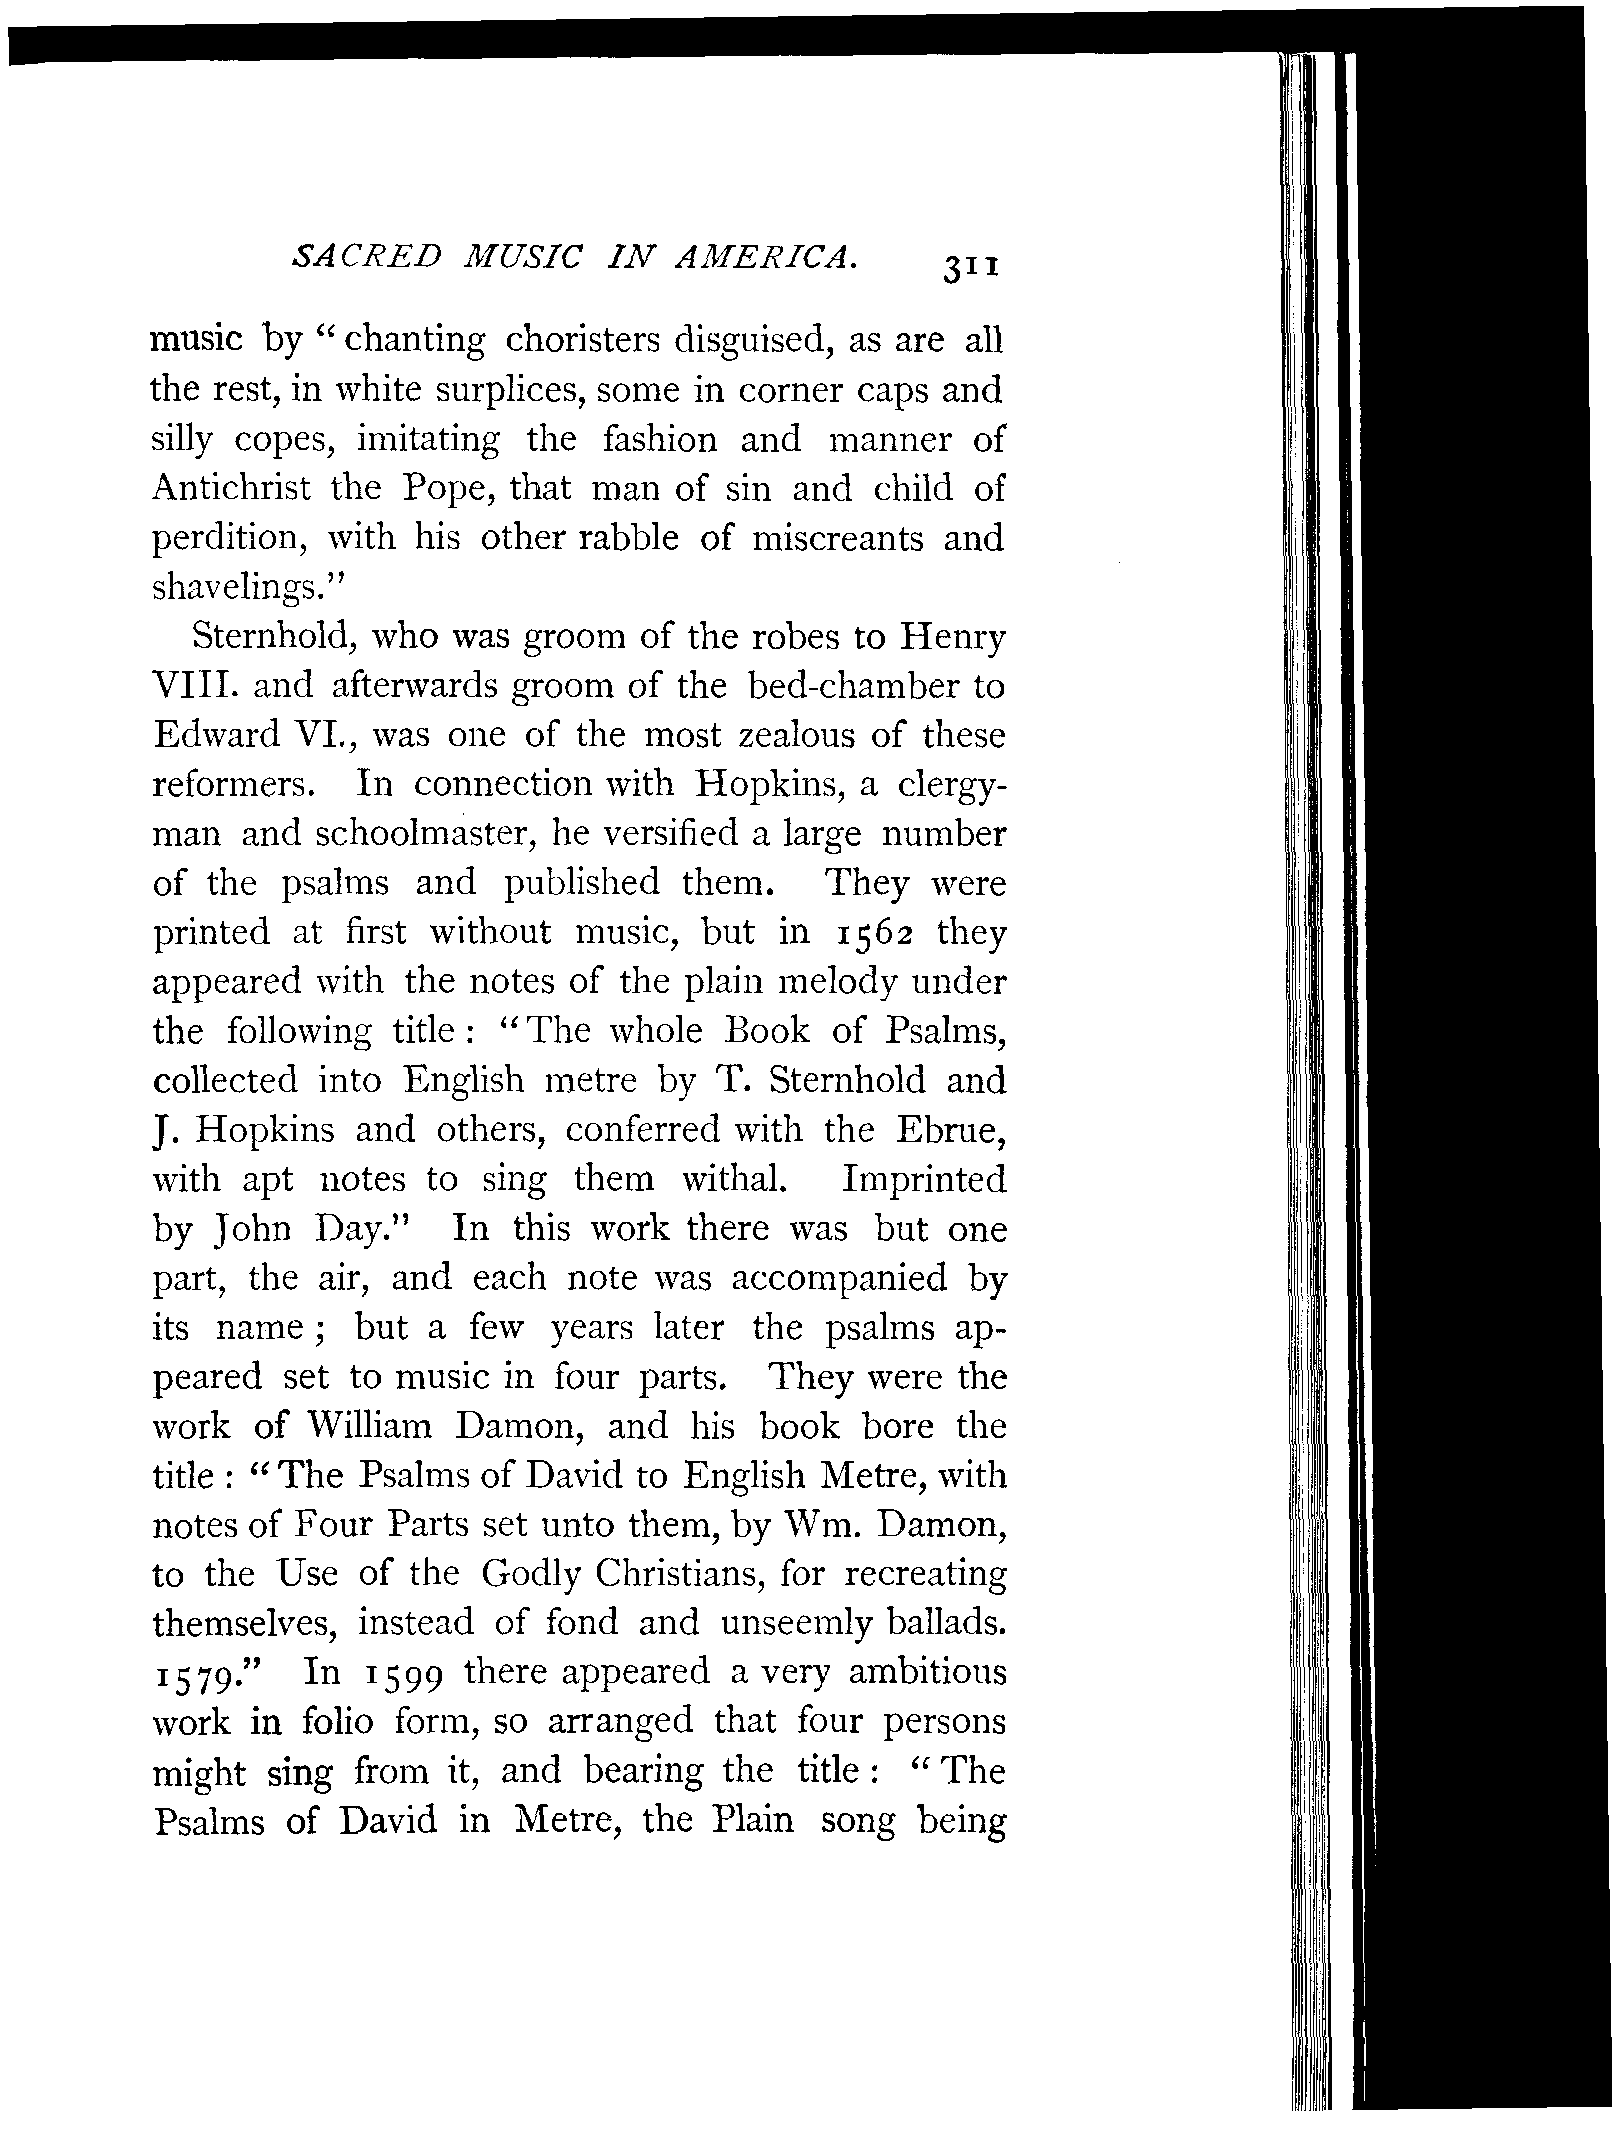 SACRED MUSIC IN AMERICA. 311
music by " chanting choristers disguised, as are all
the rest, in white surplices, some in corner caps and
silly copes, imitating the fashion and manner of
Antichrist the Pope, that man of sin and child of
perdition, with his other rabble of miscreants and
shavelings."
Sternhold, who was groom of the robes to Henry
VIII. and afterwards groom of the bed-chamber to
Edward VI., was one of the most zealous of these
reformers. In connection with Hopkins, a clergy-
man and schoolmaster, he versified a large number
of the psalms and published them. They were
printed at first without music, but in 1562 they
appeared with the notes of the plain melody under
the following title : " The whole Book of Psalms,
collected into English metre by T. Sternhold and
J. Hopkins and others, conferred with the Ebrue,
with apt notes to sing them withal. Imprinted
by John Day." In this work there was but one
part, the air, and each note was accompanied by
its name ; but a few years later the psalms ap-
peared set to music in four parts. They were the
work of William Damon, and his book bore the
title : " The Psalms of David to English Metre, with
notes of Four Parts set unto them, by Wm. Damon,
to the Use of the Godly Christians, for recreating
themselves, instead of fond and unseemly ballads.
1579." In 1599 there appeared a very ambitious
work in folio form, so arranged that four persons
might sing from it, and bearing the title : " The
Psalms of David in Metre, the Plain song being